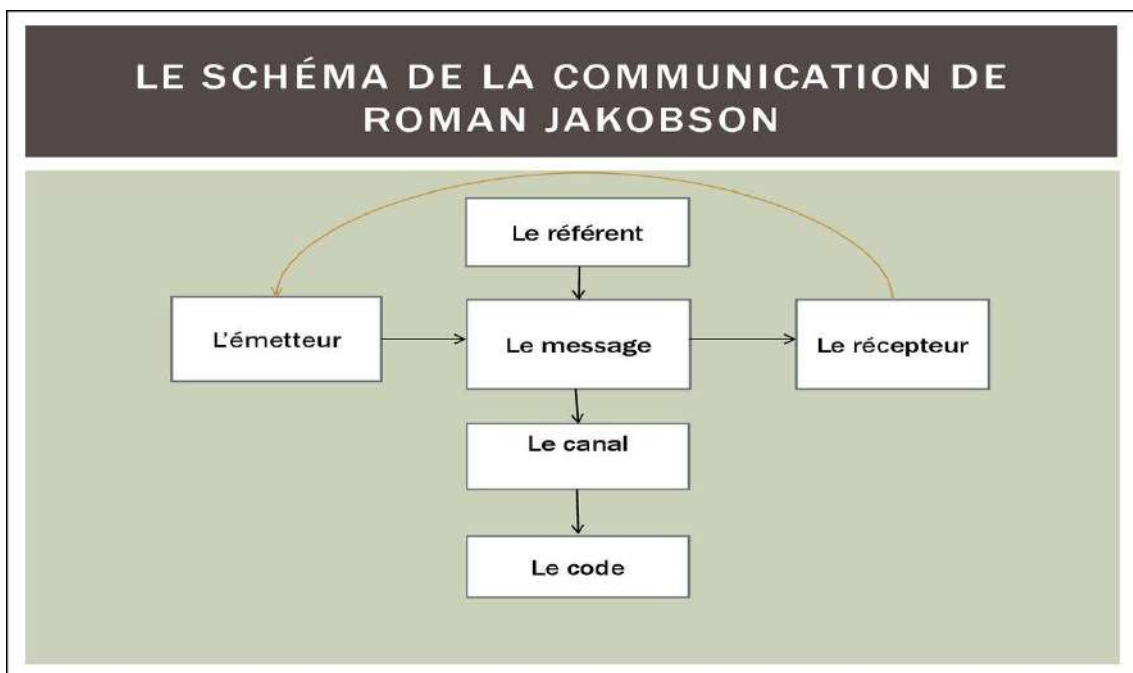 LE SCHÉMA DE LA COMMUNICATION DE
ROMAN JAKOBSON
Le référent
L'émetteur
Le message
Le récepteur
Le canal
Le code